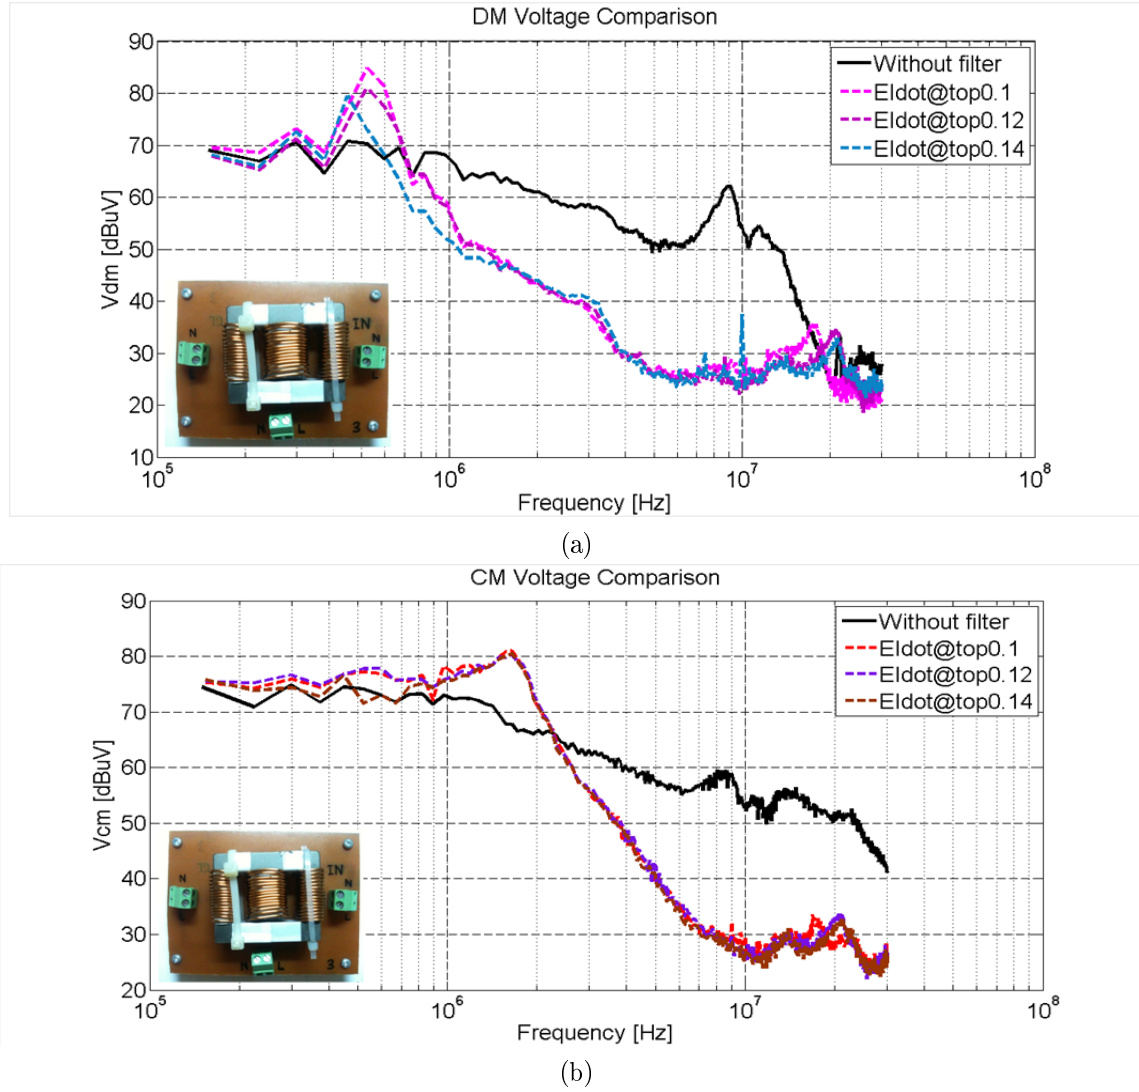 DM Voltage Comparison
90
80
70
60
50
40
30
20
10
Vdm [dBuV]
Without filter
EIdot@top0.1
EIdot@top0.12
EIdot@top0.14
N
IN
N
N L 3
10^5 10^6 10^7 10^8
Frequency [Hz]
(a)
CM Voltage Comparison
90
80
70
60
50
40
30
20
Vcm [dBuV]
Without filter
EIdot@top0.1
EIdot@top0.12
EIdot@top0.14
N
IN
N
N L 3
10^5 10^6 10^7 10^8
Frequency [Hz]
(b)